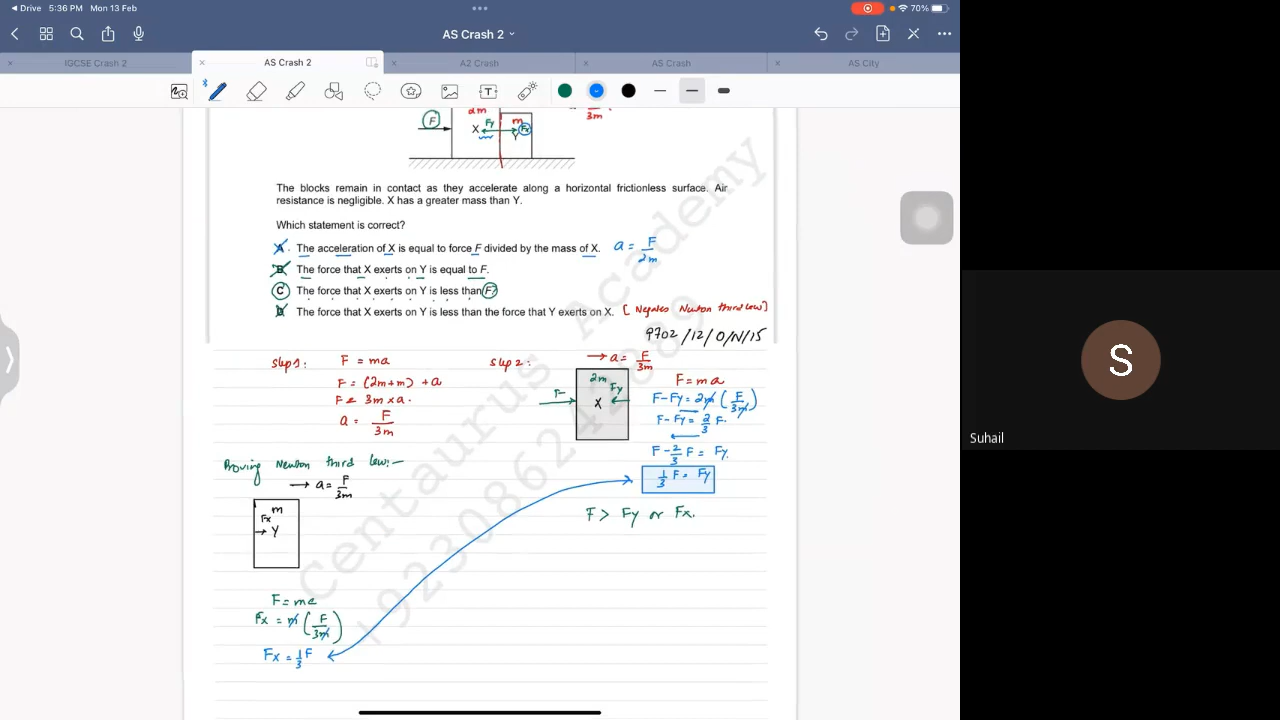 Drive 5:36 PM Mon 13 Feb
70%
AS Crash 2
IGCSE Crash 2
AS Crash 2
A2 Crash
AS Crash
AS City
T
2m
3m
F
X
Fy
m
Fx
Y
The blocks remain in contact as they accelerate along a horizontal frictionless surface. Air
resistance is negligible. X has a greater mass than Y.
Which statement is correct?
A The acceleration of X is equal to force F divided by the mass of X. a = F/2m
B The force that X exerts on Y is equal to F.
C The force that X exerts on Y is less than F?
D The force that X exerts on Y is less than the force that Y exerts on X. [Negates Newton third law]
9702/12/O/N/15
Step 1: F = ma
F = (2m+m) + a
F = 3m × a.
a = F/3m
Step 2: → a = F/3m
2m
F
Fy
X
F = ma
F - Fy = 2m (F/3m)
F - Fy = 2/3 F.
F - 2/3 F = Fy.
1/3 F = Fy
F > Fy or Fx.
Proving Newton third law:-
→ a = F/3m
m
Fx
→ Y
F = ma
Fx = m (F/3m)
Fx = 1/3 F
Centaurus Academy
+923086242889
S
Suhail